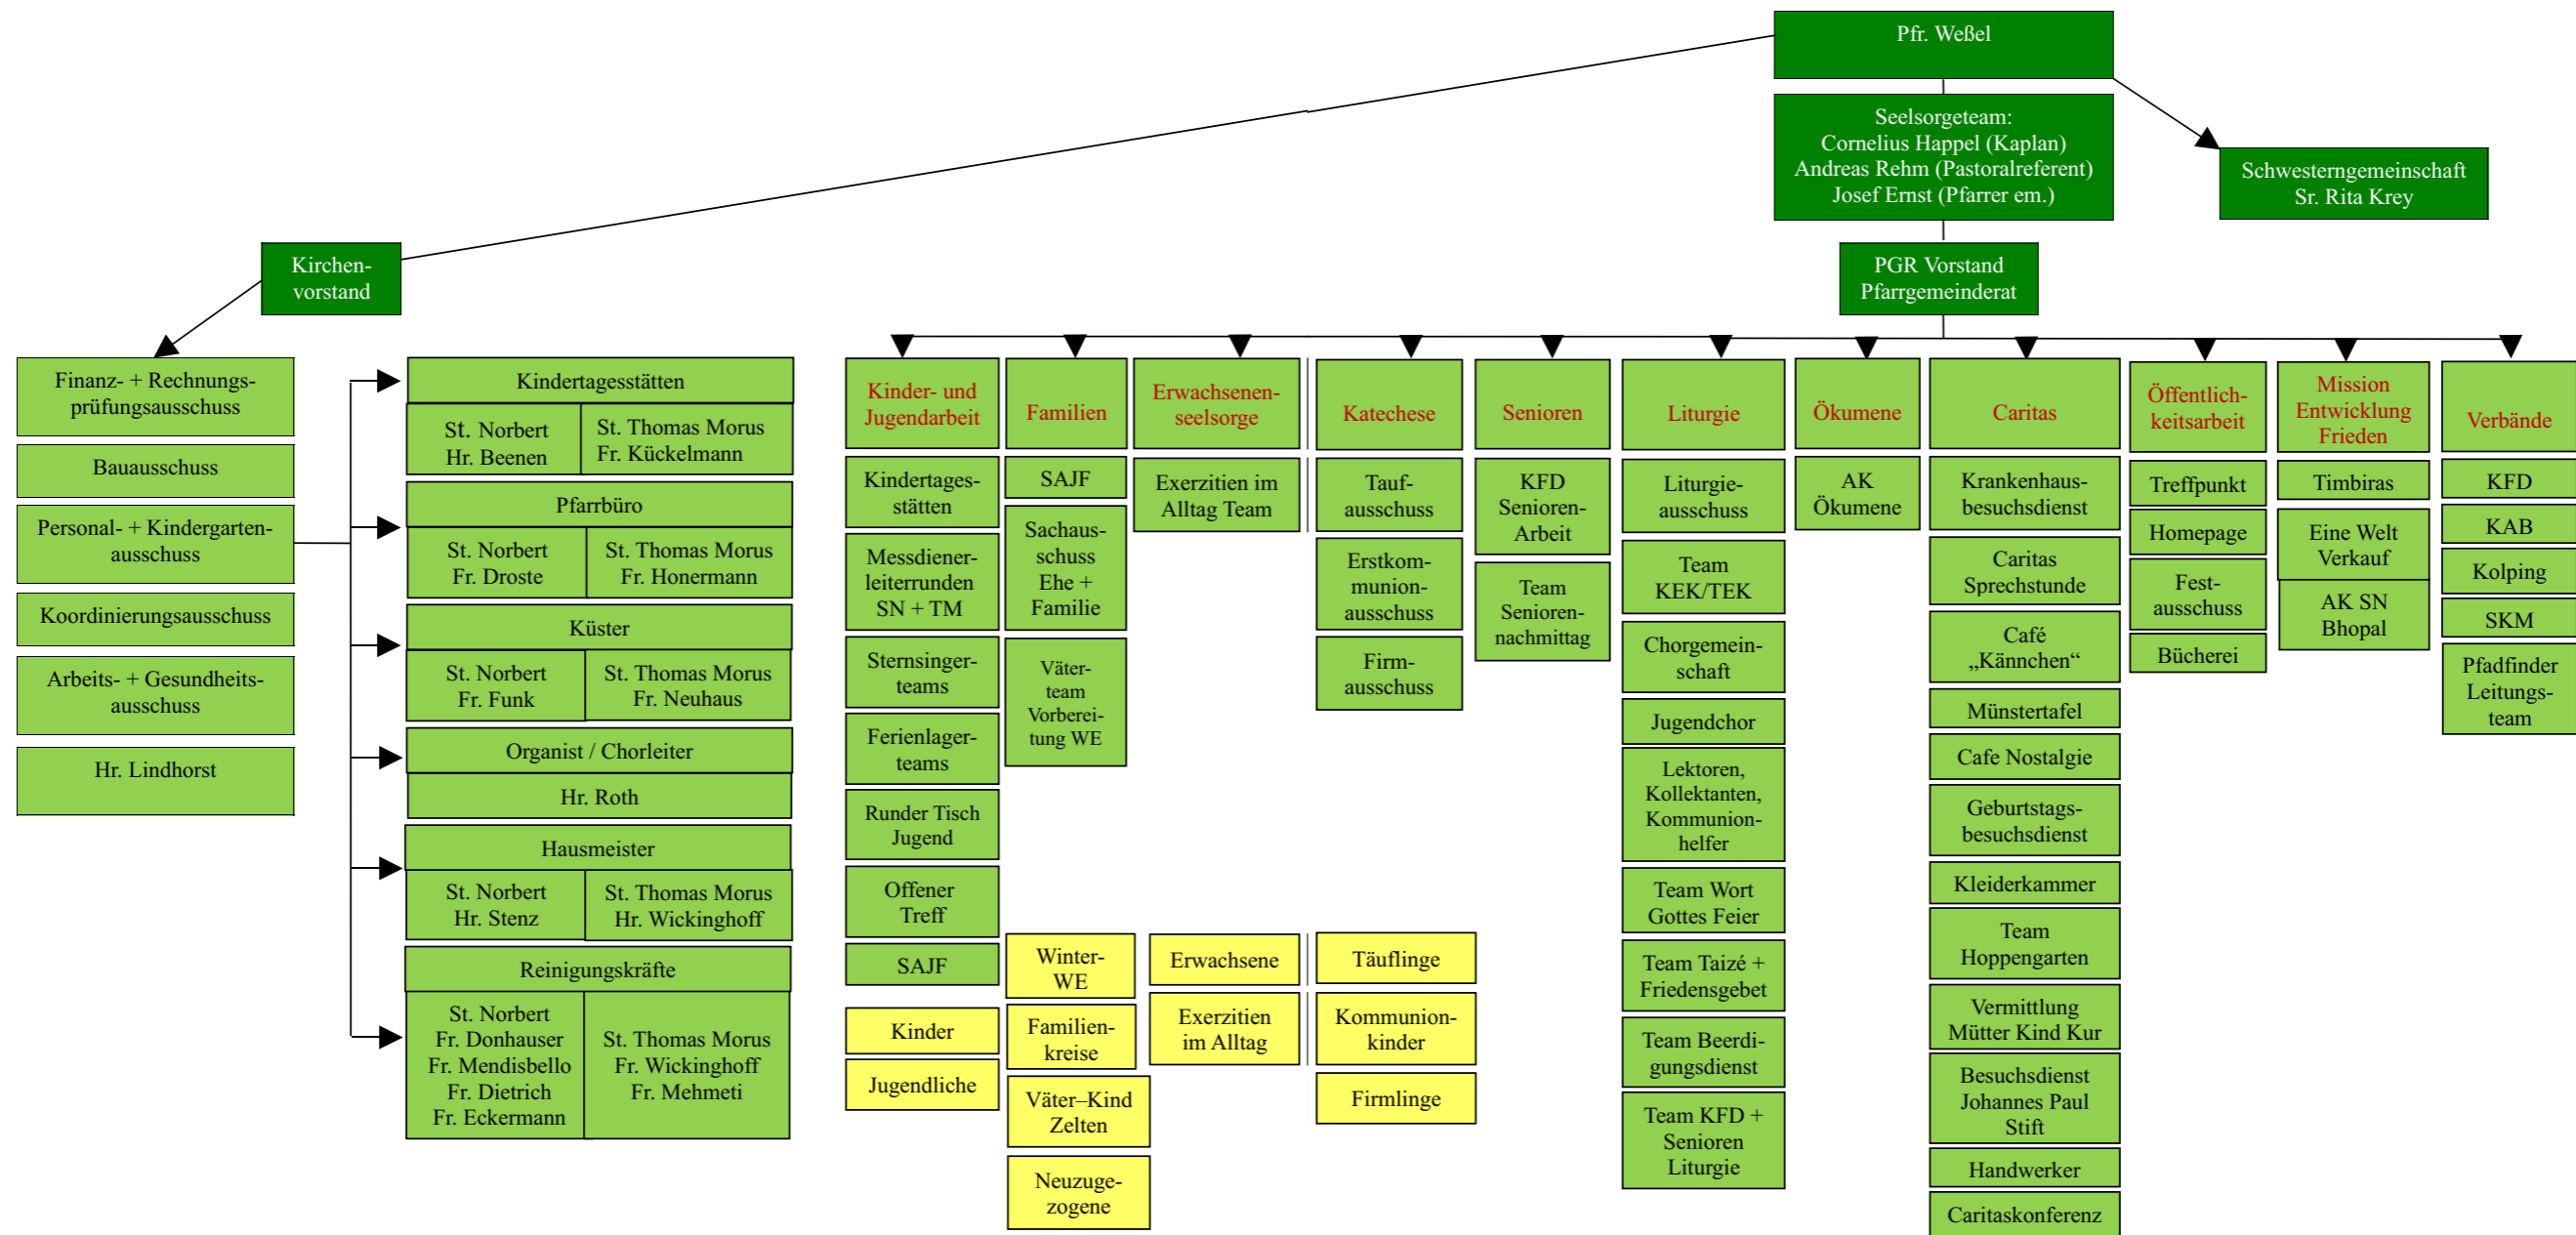 Pfr. Weßel
Seelsorgeteam:
Cornelius Happel (Kaplan)
Andreas Rehm (Pastoralreferent)
Josef Ernst (Pfarrer em.)
Schwesterngemeinschaft
Sr. Rita Krey
Kirchen-
vorstand
PGR Vorstand
Pfarrgemeinderat
Finanz- + Rechnungs-
prüfungsausschuss
Bauausschuss
Personal- + Kindergarten-
ausschuss
Koordinierungsausschuss
Arbeits- + Gesundheits-
ausschuss
Hr. Lindhorst
Kindertagesstätten
St. Norbert
Hr. Beenen
St. Thomas Morus
Fr. Kückelmann
Pfarrbüro
St. Norbert
Fr. Droste
St. Thomas Morus
Fr. Honermann
Küster
St. Norbert
Fr. Funk
St. Thomas Morus
Fr. Neuhaus
Organist / Chorleiter
Hr. Roth
Hausmeister
St. Norbert
Hr. Stenz
St. Thomas Morus
Hr. Wickinghoff
Reinigungskräfte
St. Norbert
Fr. Donhauser
Fr. Mendisbello
Fr. Dietrich
Fr. Eckermann
St. Thomas Morus
Fr. Wickinghoff
Fr. Mehmeti
Kinder- und
Jugendarbeit
Kindertages-
stätten
Messdiener-
leiterrunden
SN + TM
Sternsinger-
teams
Ferienlager-
teams
Runder Tisch
Jugend
Offener
Treff
SAJF
Kinder
Jugendliche
Familien
SAJF
Sachaus-
schuss
Ehe +
Familie
Väter-
team
Vorberei-
tung WE
Winter-
WE
Familien-
kreise
Väter–Kind
Zelten
Neuzuge-
zogene
Erwachsenen-
seelsorge
Exerzitien im
Alltag Team
Erwachsene
Exerzitien
im Alltag
Katechese
Tauf-
ausschuss
Erstkom-
munion-
ausschuss
Firm-
ausschuss
Täuflinge
Kommunion-
kinder
Firmlinge
Senioren
KFD
Senioren-
Arbeit
Team
Senioren-
nachmittag
Liturgie
Liturgie-
ausschuss
Team
KEK/TEK
Chorgemein-
schaft
Jugendchor
Lektoren,
Kollektanten,
Kommunion-
helfer
Team Wort
Gottes Feier
Team Taizé +
Friedensgebet
Team Beerdi-
gungsdienst
Team KFD +
Senioren
Liturgie
Ökumene
AK
Ökumene
Caritas
Krankenhaus-
besuchsdienst
Caritas
Sprechstunde
Café
„Kännchen“
Münstertafel
Cafe Nostalgie
Geburtstags-
besuchsdienst
Kleiderkammer
Team
Hoppengarten
Vermittlung
Mütter Kind Kur
Besuchsdienst
Johannes Paul
Stift
Handwerker
Caritaskonferenz
Öffentlich-
keitsarbeit
Treffpunkt
Homepage
Fest-
ausschuss
Bücherei
Mission
Entwicklung
Frieden
Timbiras
Eine Welt
Verkauf
AK SN
Bhopal
Verbände
KFD
KAB
Kolping
SKM
Pfadfinder
Leitungs-
team